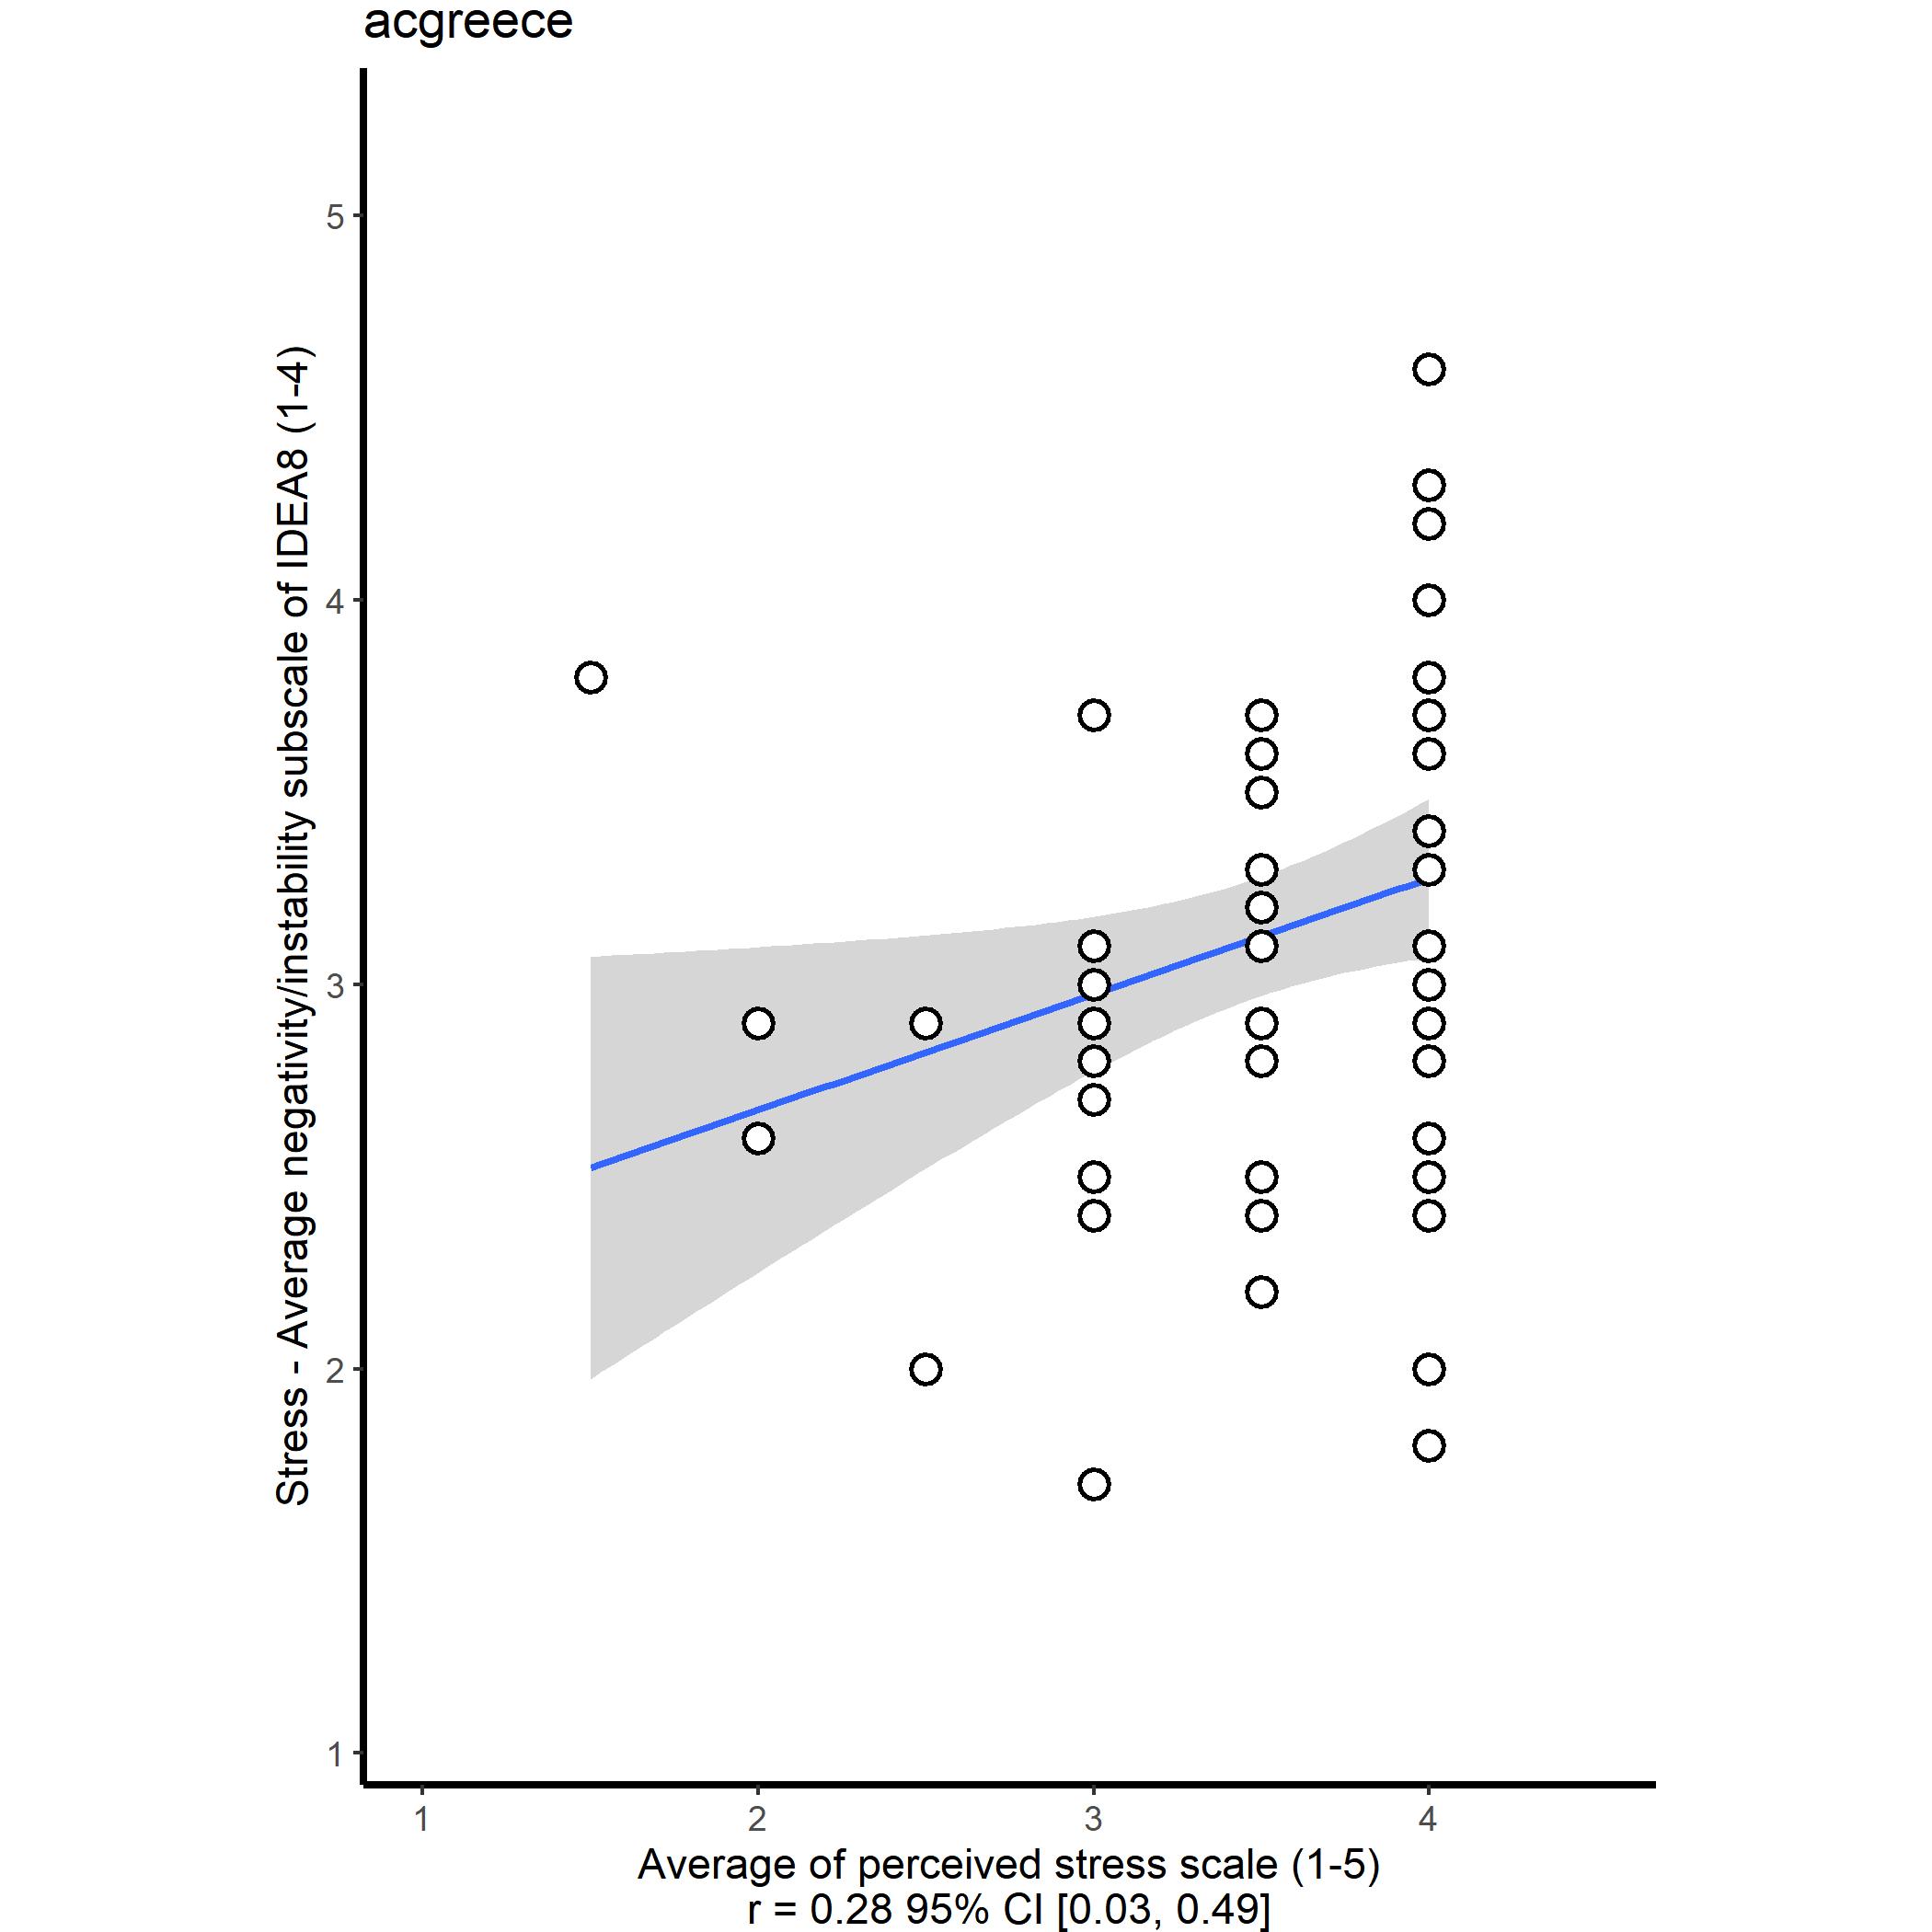 acgreece
Stress - Average negativity/instability subscale of IDEA8 (1-4)
5
4
3
2
1
1 2 3 4
Average of perceived stress scale (1-5)
r = 0.28 95% CI [0.03, 0.49]